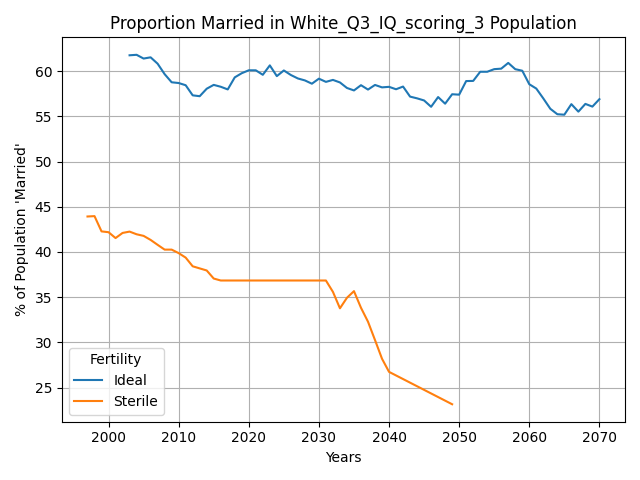 Proportion Married in White_Q3_IQ_scoring_3 Population
% of Population 'Married'
60
55
50
45
40
35
30
25
Fertility
Ideal
Sterile
2000 2010 2020 2030 2040 2050 2060 2070
Years